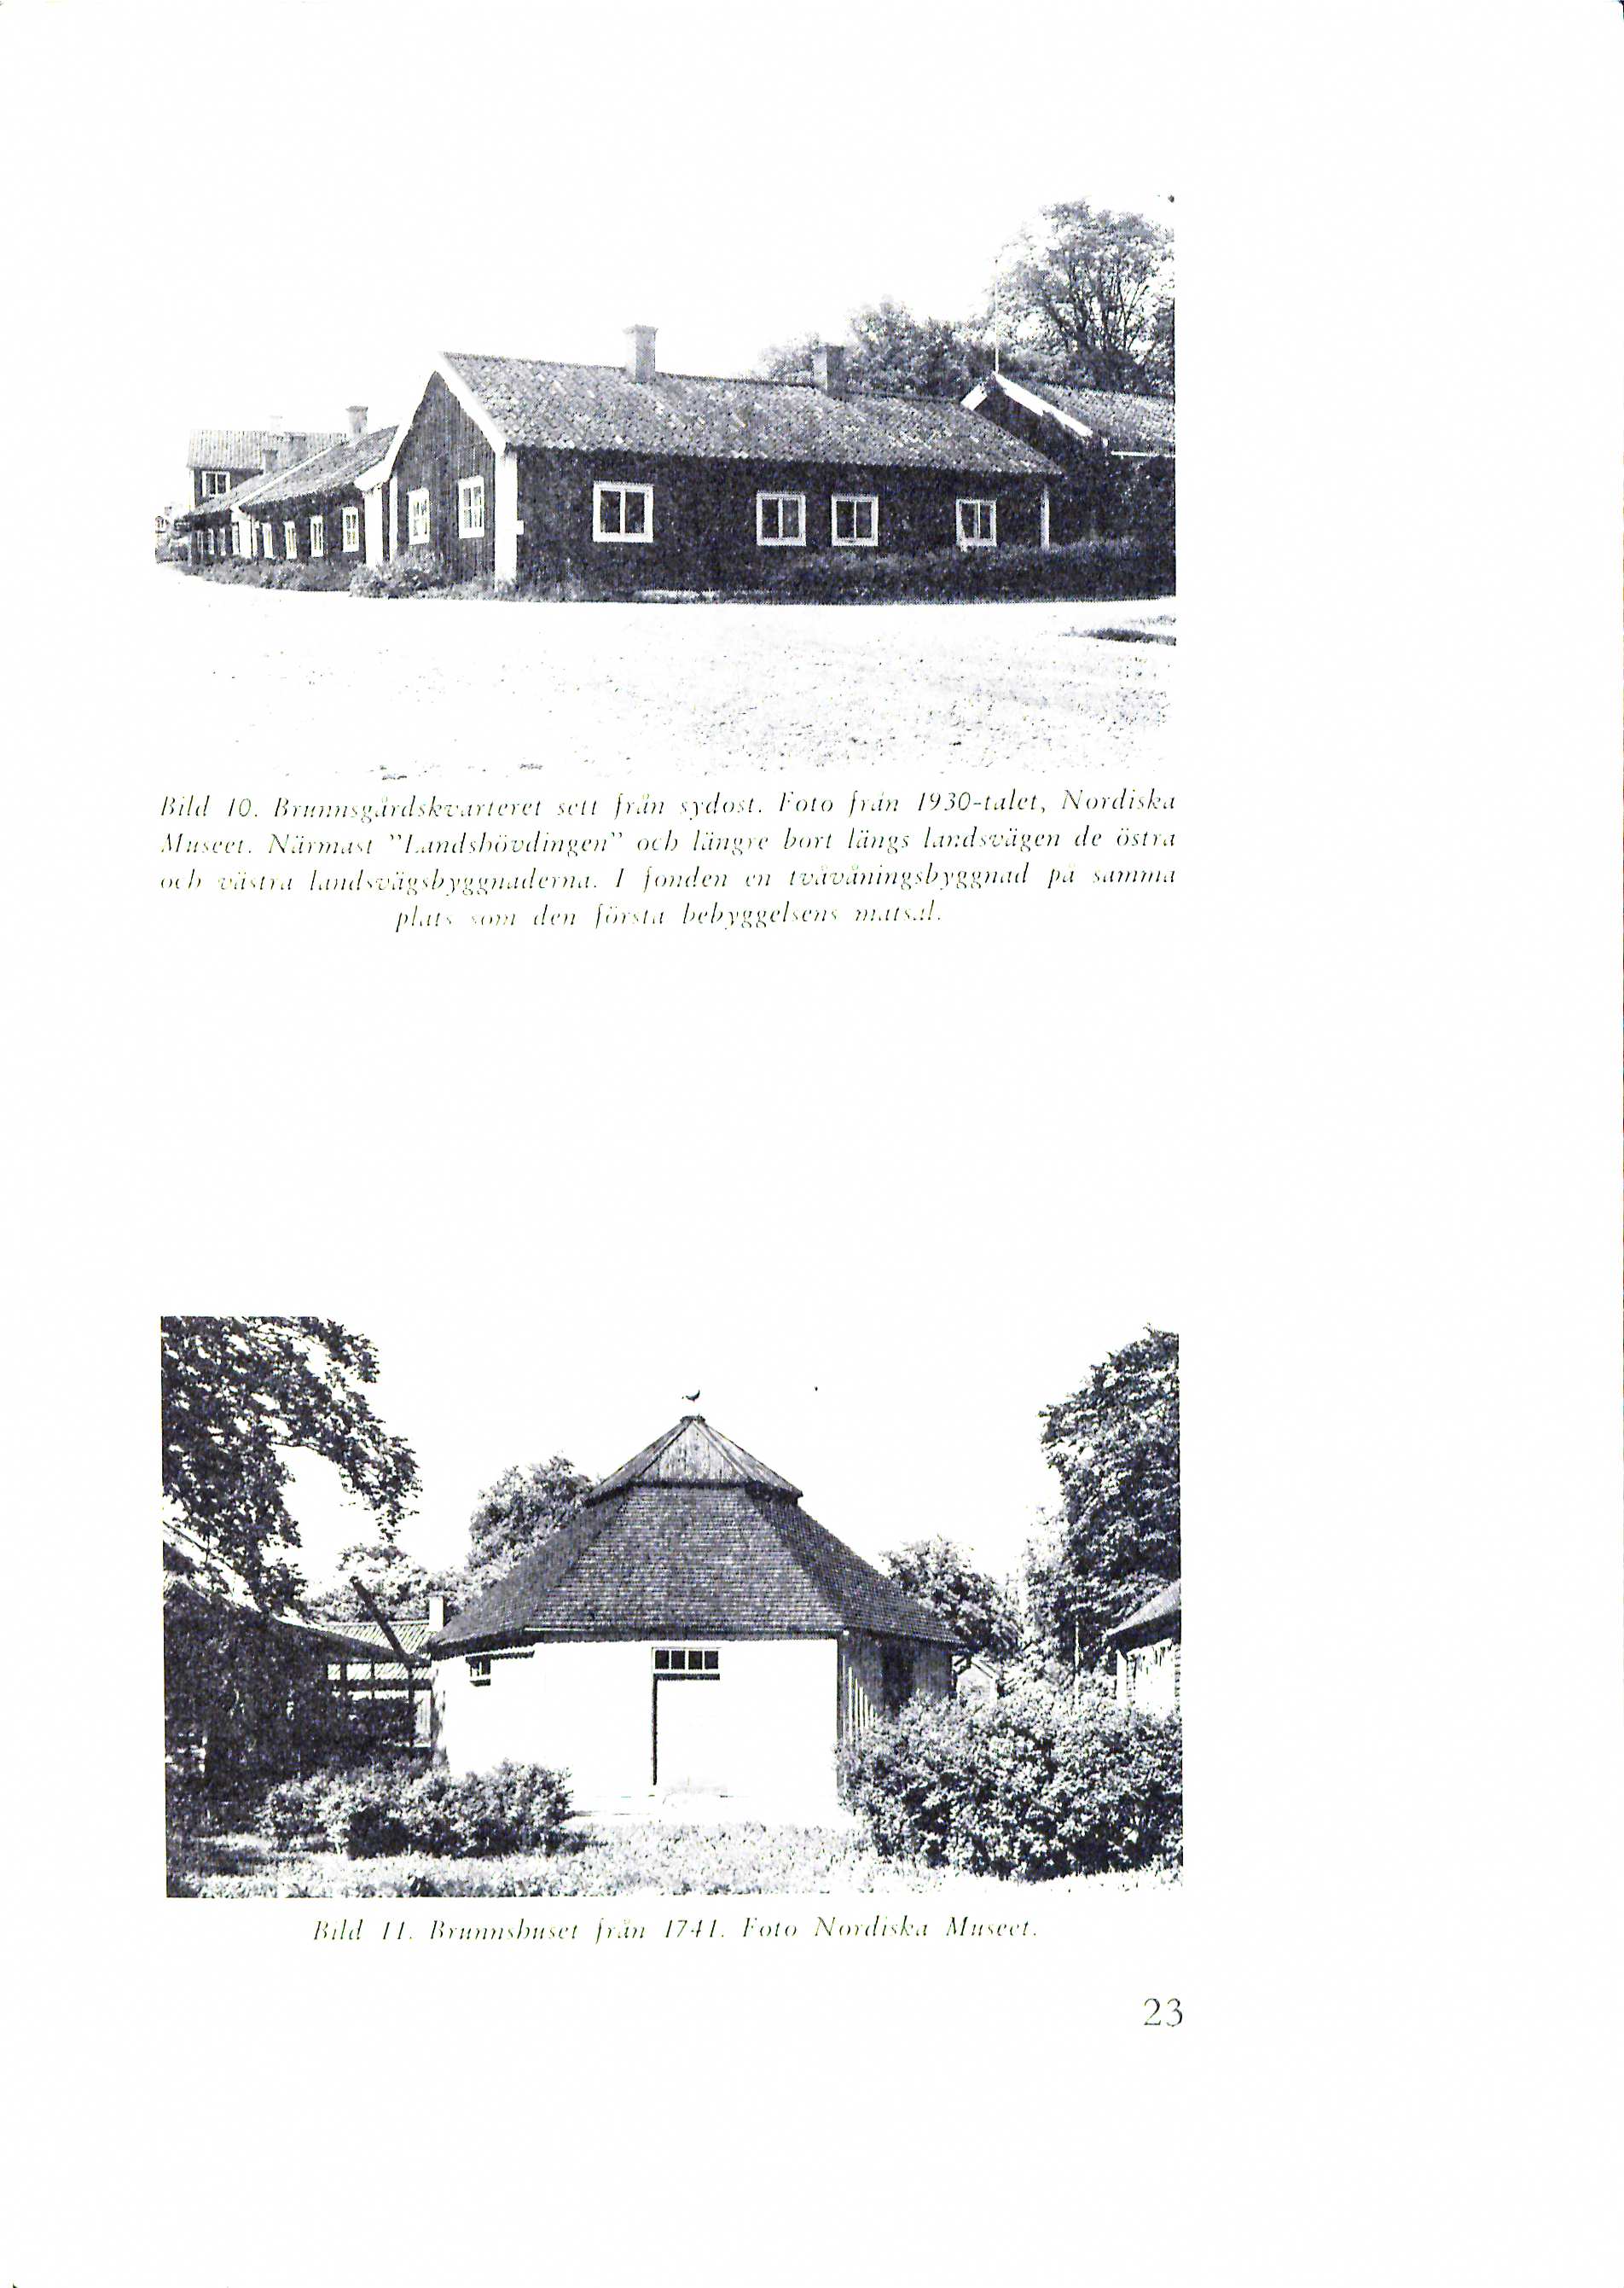 Bild 10. Brunnsgårdskvarteret sett från sydost. Foto från 1930-talet, Nordiska
Museet. Närmast ”Landshövdingen” och längre bort längs landsvägen de östra
och västra landsvägsbyggnaderna. I fonden en tvåvåningsbyggnad på samma
plats som den första bebyggelsens matsal.
Bild 11. Brunnshuset från 1741. Foto Nordiska Museet.
23